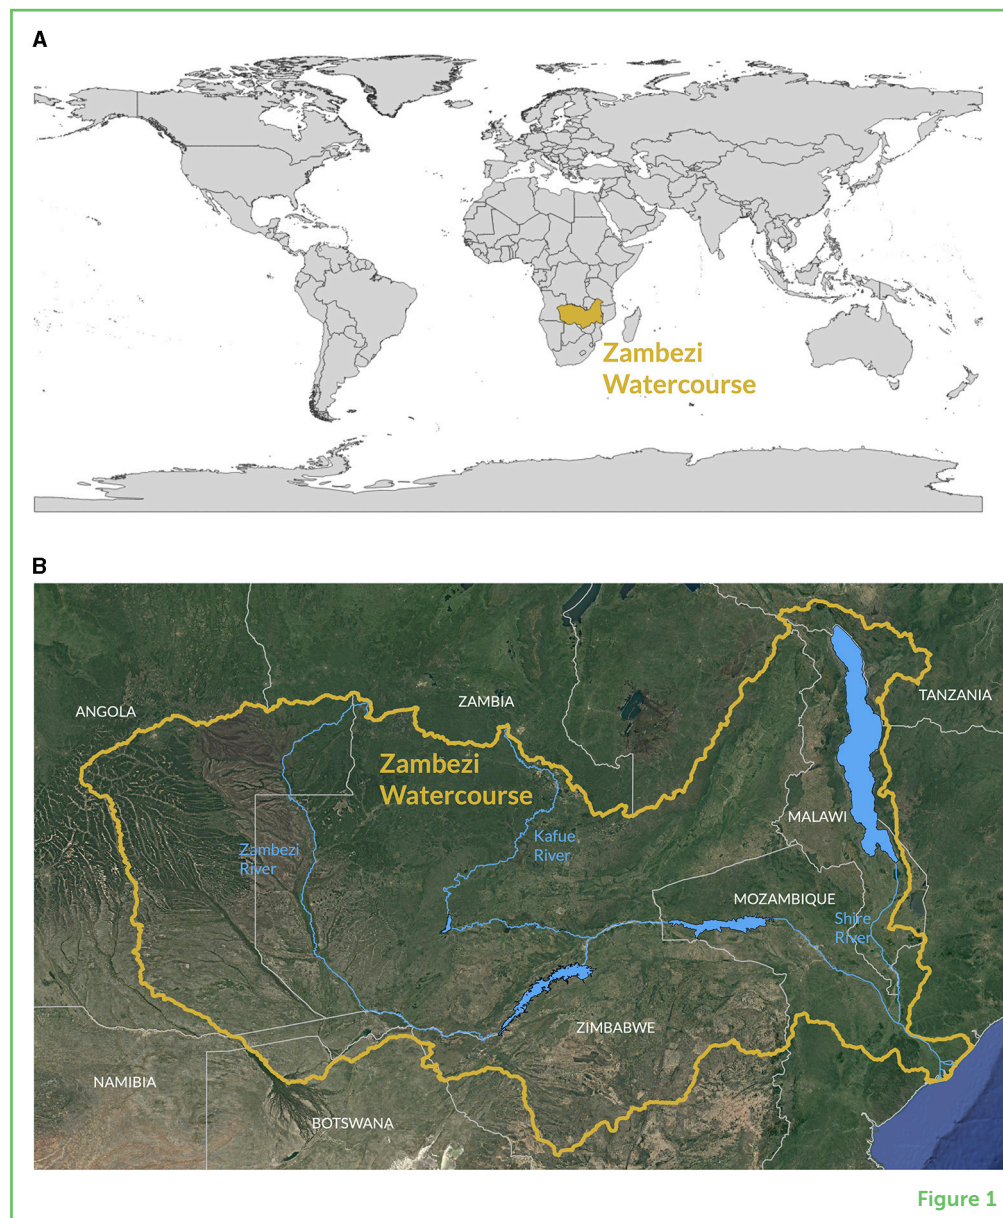 A
Zambezi
Watercourse
B
ANGOLA
ZAMBIA
TANZANIA
Zambezi
Watercourse
MALAWI
Kafue
River
Zambezi
River
MOZAMBIQUE
Shire
River
ZIMBABWE
NAMIBIA
BOTSWANA
Figure 1